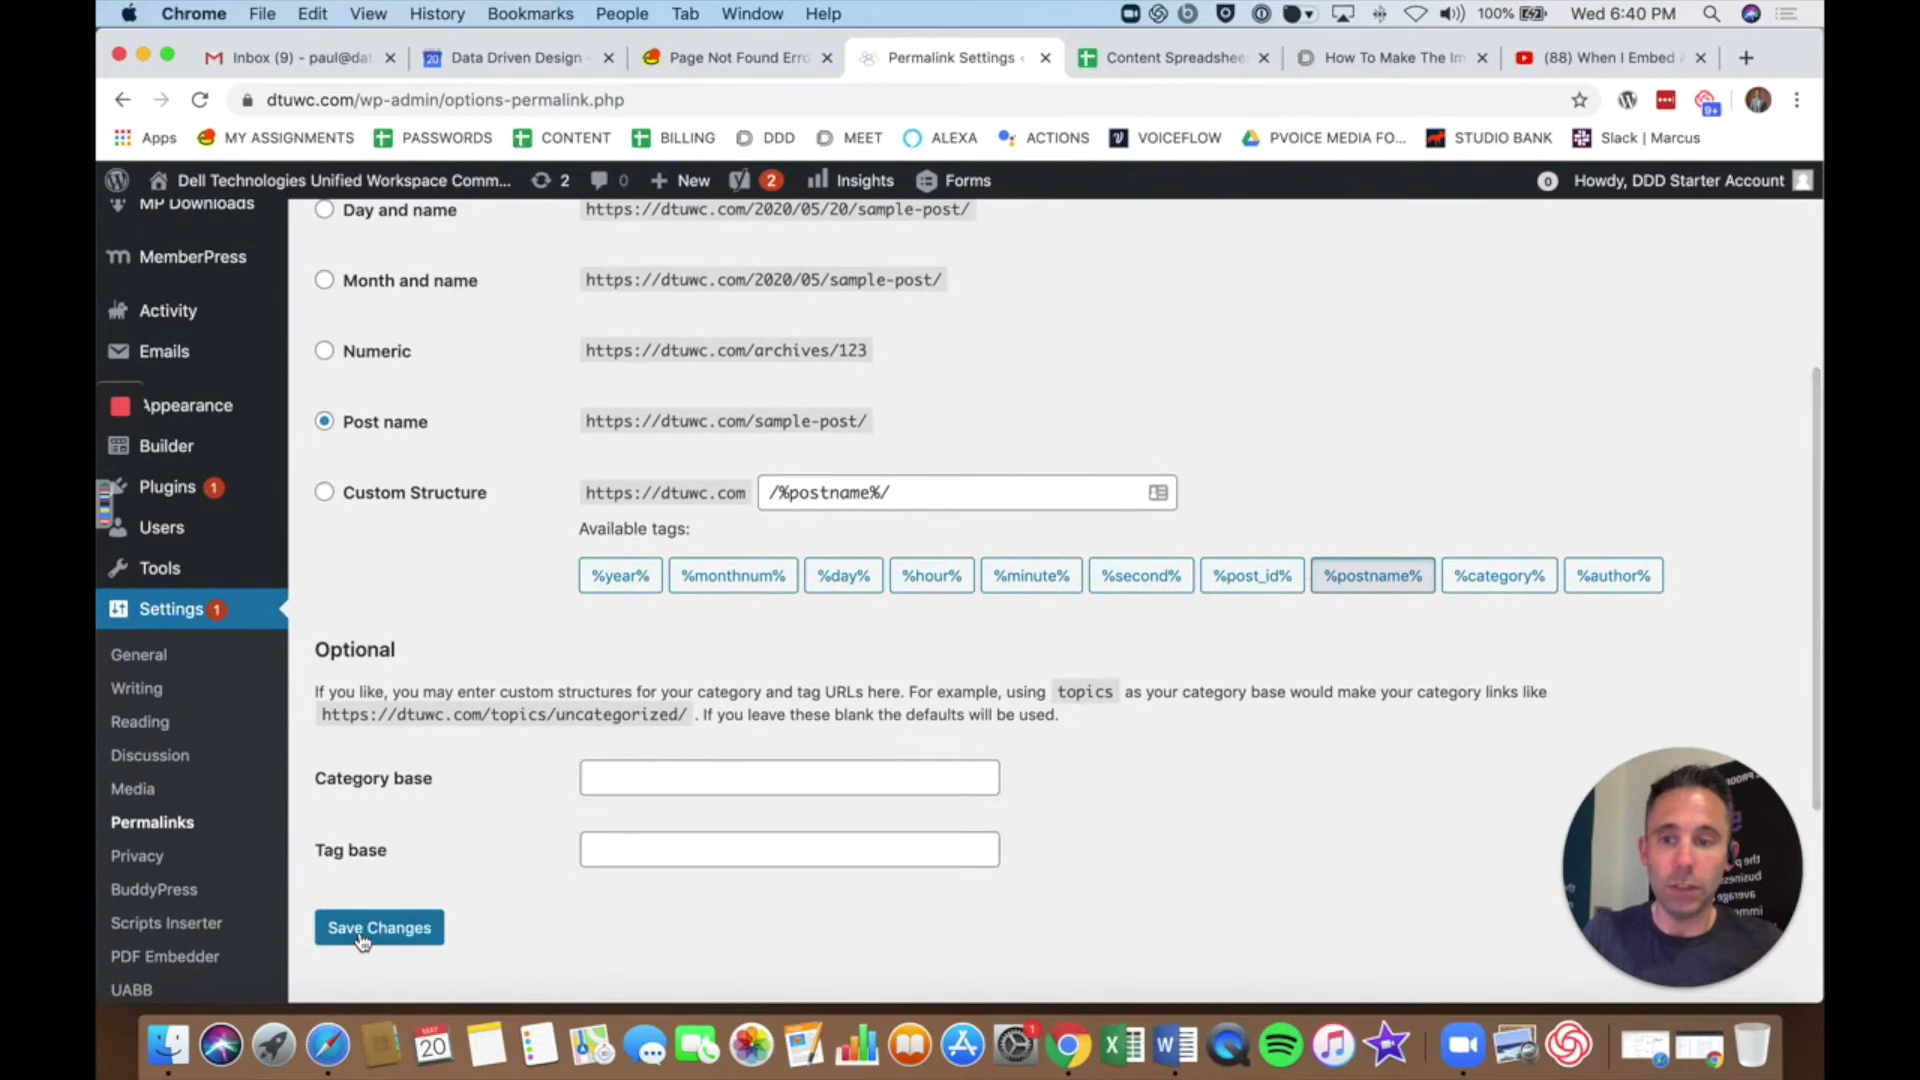 Chrome File Edit View History Bookmarks People Tab Window Help 100% Wed 6:40 PM
Inbox (9) - paul@dat Data Driven Design - Page Not Found Erro Permalink Settings Content Spreadshee How To Make The Im (88) When I Embed A
dtuwc.com/wp-admin/options-permalink.php 9+
Apps MY ASSIGNMENTS PASSWORDS CONTENT BILLING DDD MEET ALEXA ACTIONS VOICEFLOW PVOICE MEDIA FO... STUDIO BANK Slack | Marcus
Dell Technologies Unified Workspace Comm... 2 0 New 2 Insights Forms 0 Howdy, DDD Starter Account
MP Downloads
MemberPress
Activity
Emails
Appearance
Builder
Plugins 1
Users
Tools
Settings 1
General
Writing
Reading
Discussion
Media
Permalinks
Privacy
BuddyPress
Scripts Inserter
PDF Embedder
UABB
Day and name https://dtuwc.com/2020/05/20/sample-post/
Month and name https://dtuwc.com/2020/05/sample-post/
Numeric https://dtuwc.com/archives/123
Post name https://dtuwc.com/sample-post/
Custom Structure https://dtuwc.com /%postname%/
Available tags:
%year% %monthnum% %day% %hour% %minute% %second% %post_id% %postname% %category% %author%
Optional
If you like, you may enter custom structures for your category and tag URLs here. For example, using topics as your category base would make your category links like
https://dtuwc.com/topics/uncategorized/ . If you leave these blank the defaults will be used.
Category base
Tag base
Save Changes
MAY
20
1